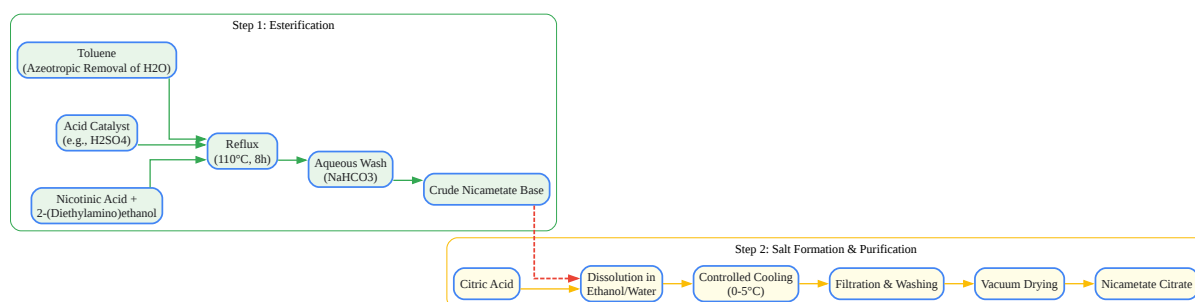 Step 1: Esterification
Toluene
(Azeotropic Removal of H2O)
Acid Catalyst
(e.g., H2SO4)
Nicotinic Acid +
2-(Diethylamino)ethanol
Reflux
(110°C, 8h)
Aqueous Wash
(NaHCO3)
Crude Nicametate Base
Step 2: Salt Formation & Purification
Citric Acid
Dissolution in
Ethanol/Water
Controlled Cooling
(0-5°C)
Filtration & Washing
Vacuum Drying
Nicametate Citrate